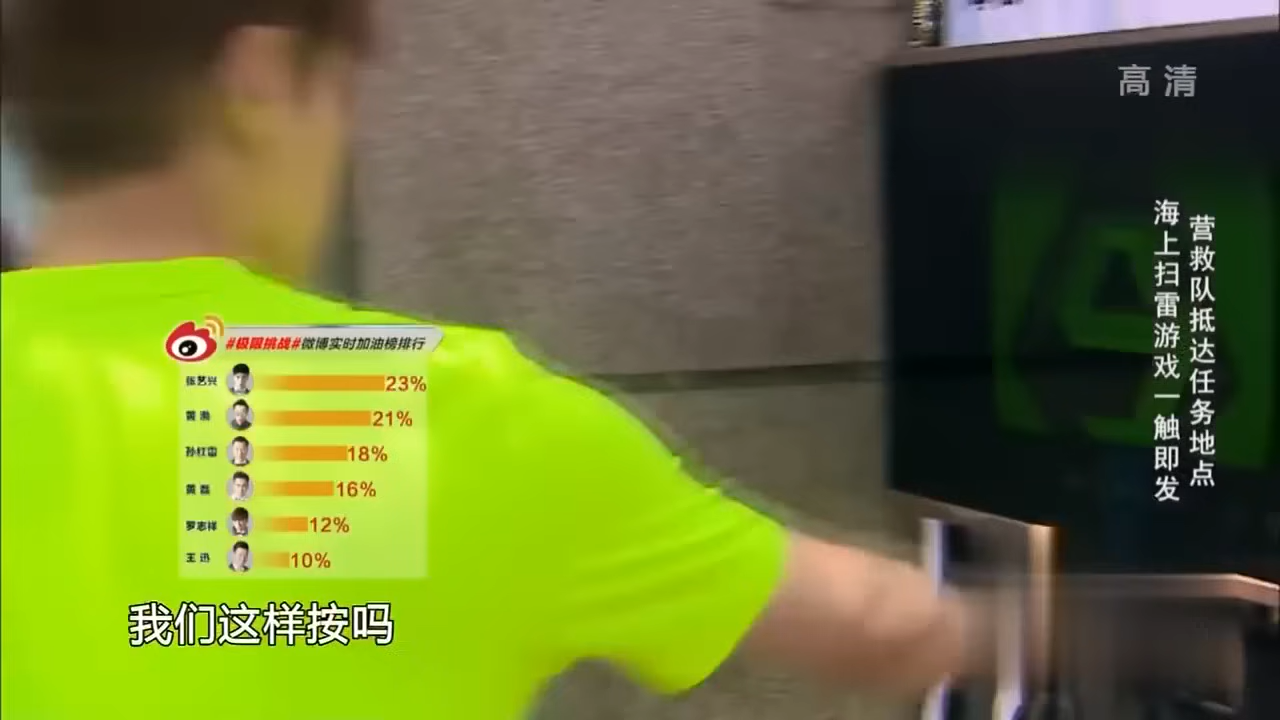 高清
营救队抵达任务地点
海上扫雷游戏一触即发
#极限挑战#微博实时加油榜排行
张艺兴 23%
黄渤 21%
孙红雷 18%
黄磊 16%
罗志祥 12%
王迅 10%
我们这样按吗